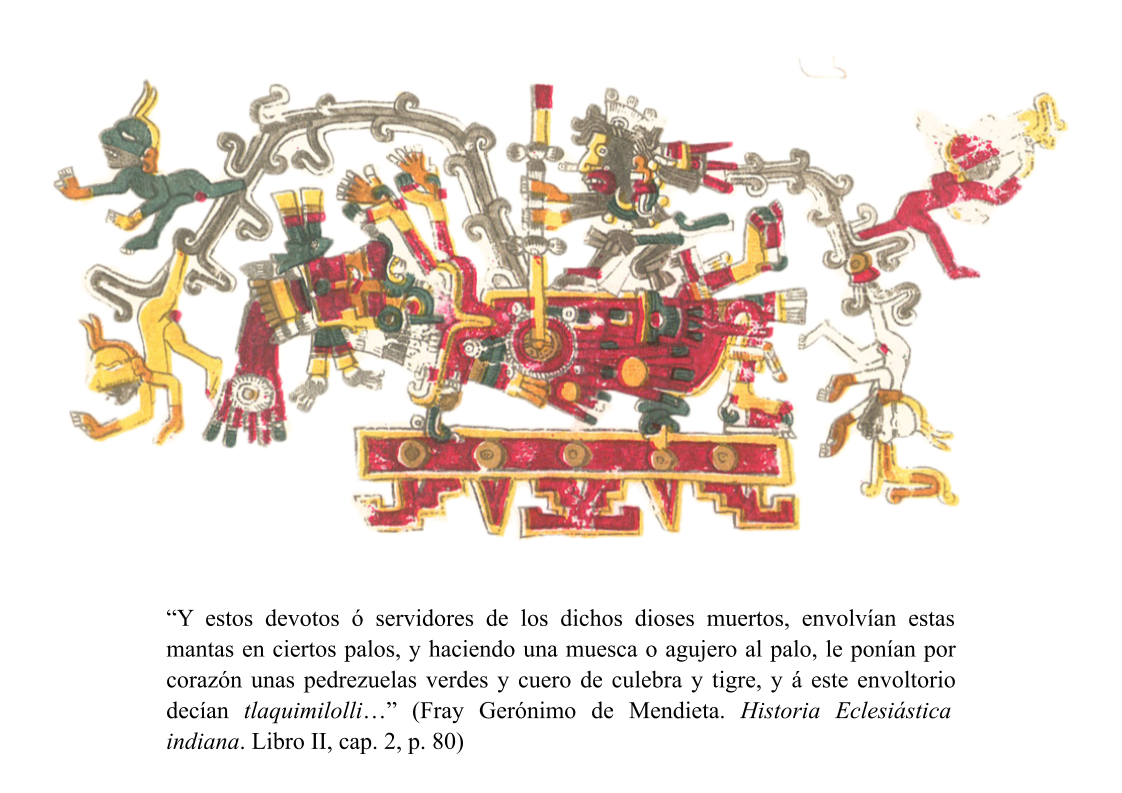 “Y estos devotos ó servidores de los dichos dioses muertos, envolvían estas
mantas en ciertos palos, y haciendo una muesca o agujero al palo, le ponían por
corazón unas pedrezuelas verdes y cuero de culebra y tigre, y á este envoltorio
decían tlaquimilolli…” (Fray Gerónimo de Mendieta. Historia Eclesiástica
indiana. Libro II, cap. 2, p. 80)